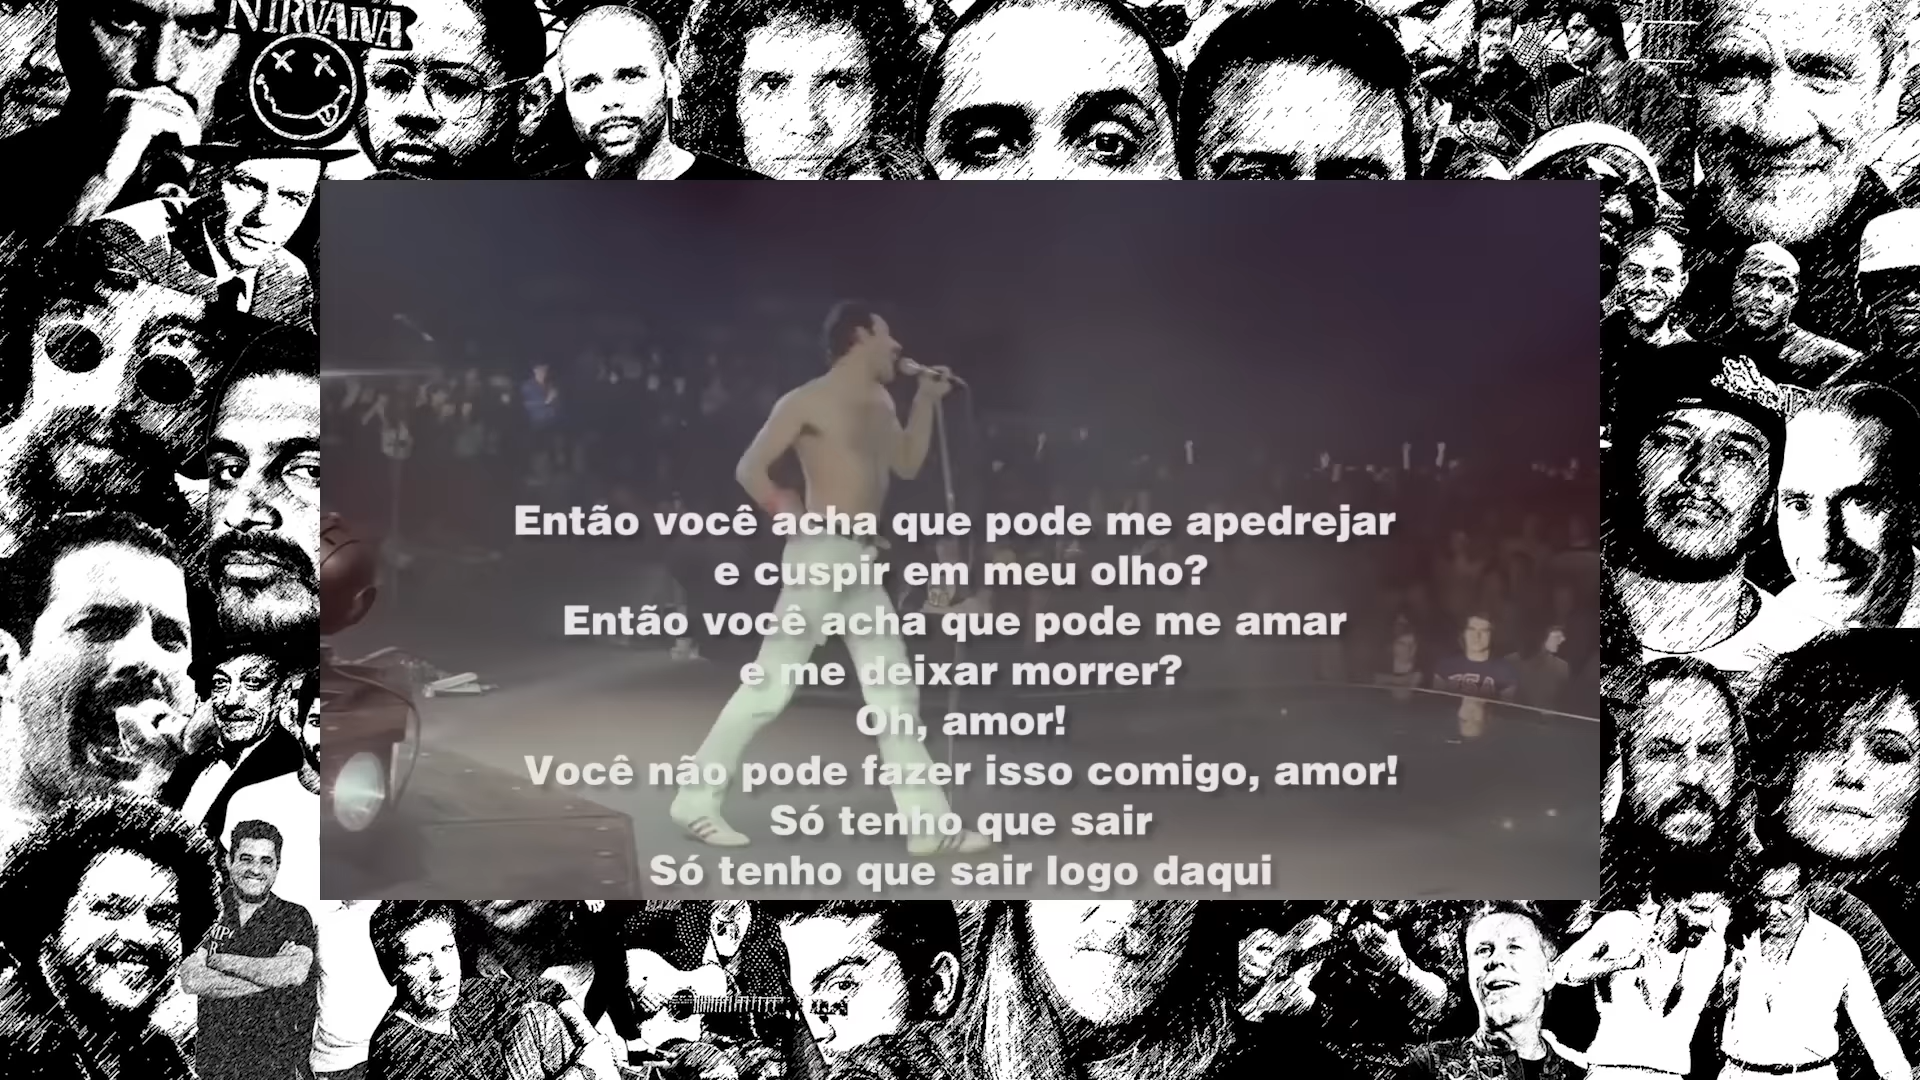 NIRVANA
Então você acha que pode me apedrejar
e cuspir em meu olho?
Então você acha que pode me amar
e me deixar morrer?
Oh, amor!
Você não pode fazer isso comigo, amor!
Só tenho que sair
Só tenho que sair logo daqui